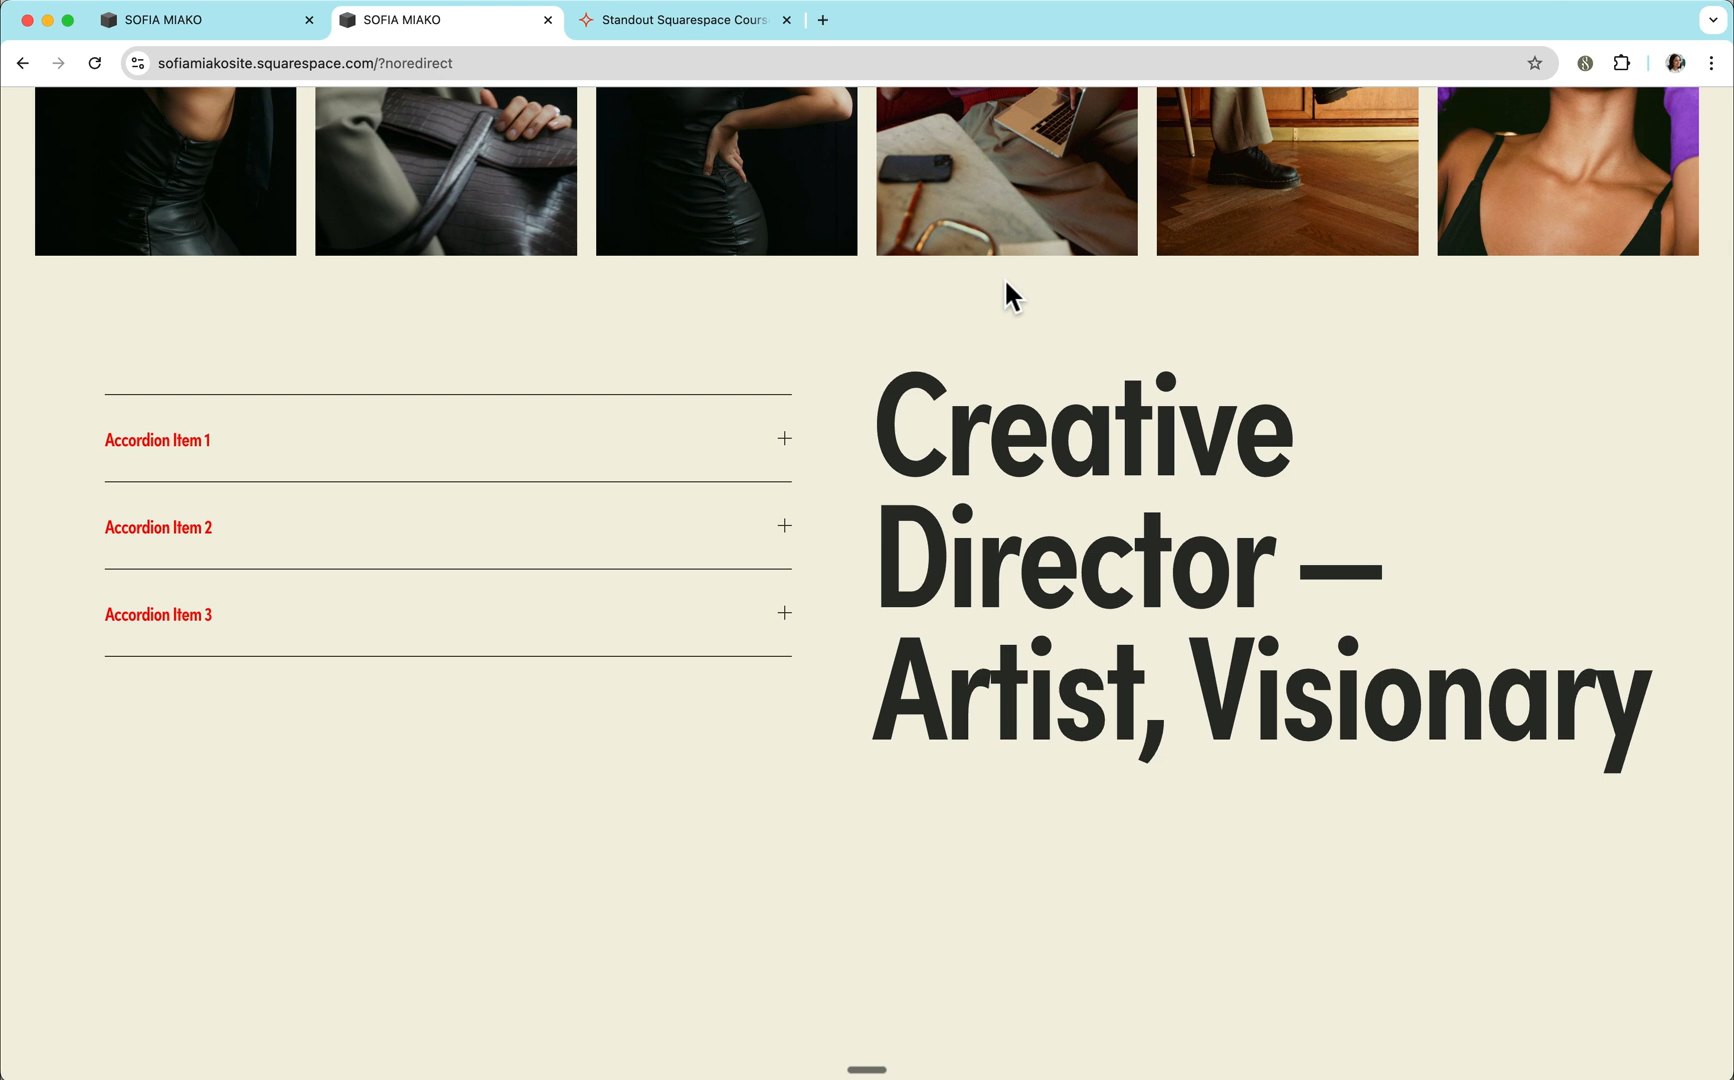 SOFIA MIAKO
SOFIA MIAKO
Standout Squarespace Cours
sofiamiakosite.squarespace.com/?noredirect
Accordion Item 1
Accordion Item 2
Accordion Item 3
Creative
Director —
Artist, Visionary